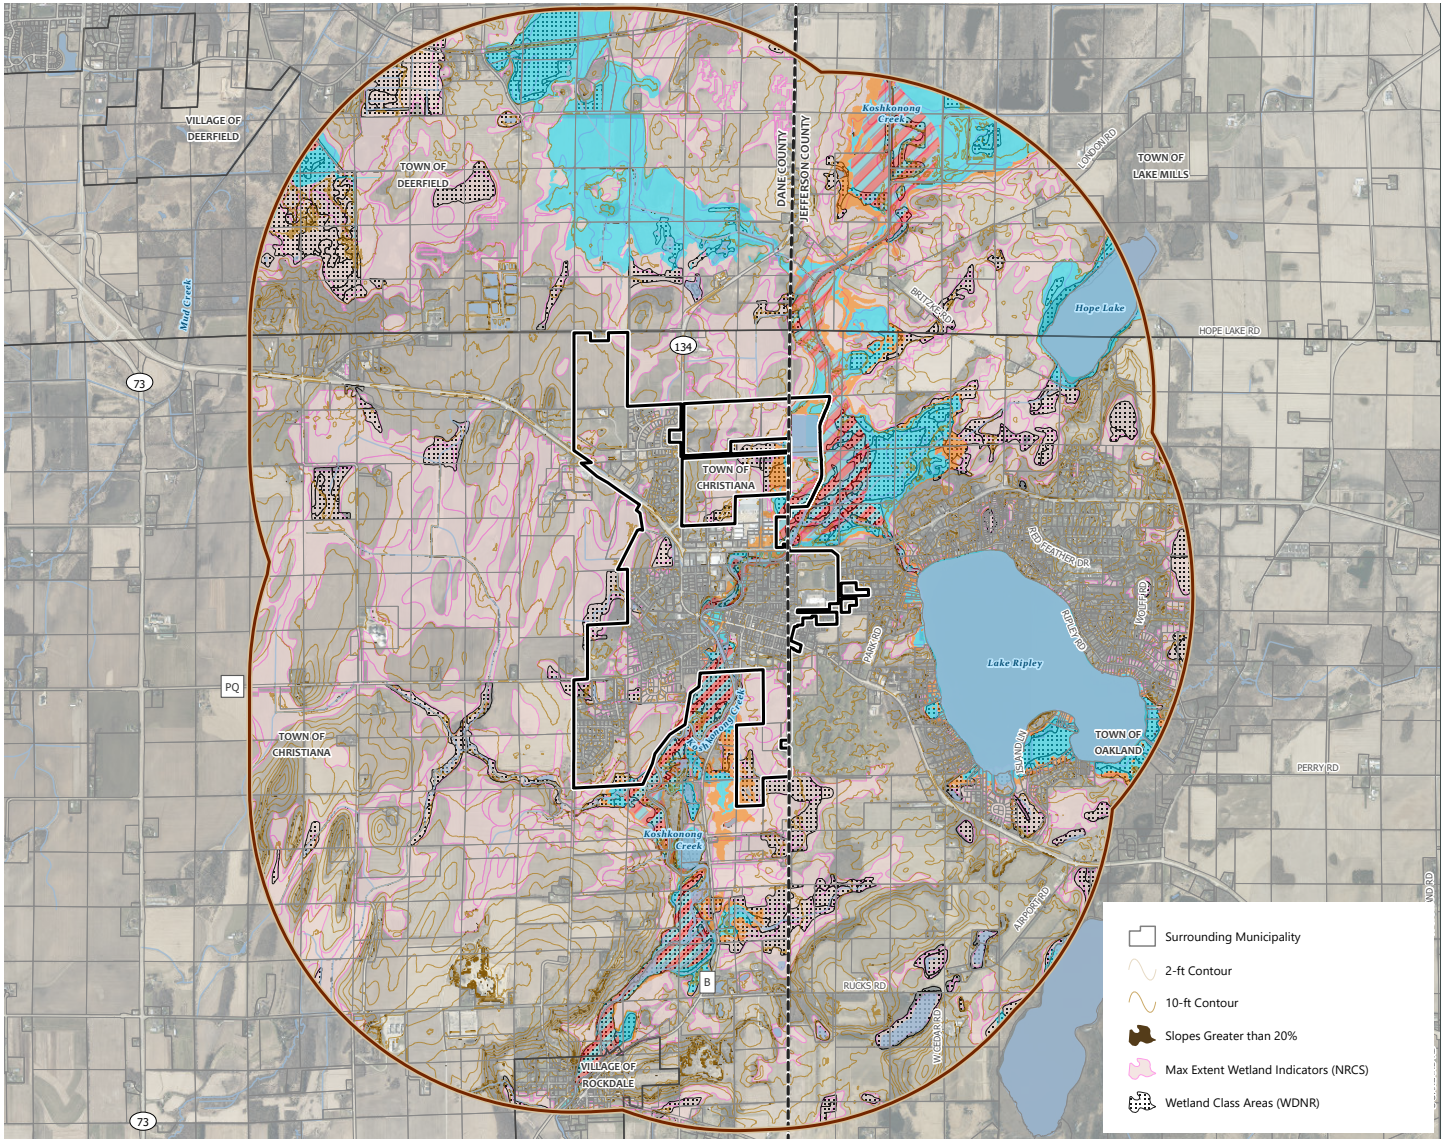 VILLAGE OF
DEERFIELD
TOWN OF
DEERFIELD
DANE COUNTY
JEFFERSON COUNTY
Koshkonong
Creek
LONDON RD
TOWN OF
LAKE MILLS
Mud Creek
BRITZKE RD
Hope Lake
HOPE LAKE RD
134
73
TOWN OF
CHRISTIANA
RED FEATHER DR
WOLFF RD
RIPLEY RD
PARK RD
Lake Ripley
PQ
Koshkonong
Creek
TOWN OF
CHRISTIANA
ISLAND LN
TOWN OF
OAKLAND
PERRY RD
Koshkonong
Creek
AIRPORT RD
RUCKS RD
B
W CEDAR RD
VILLAGE OF
ROCKDALE
73
Surrounding Municipality
2-ft Contour
10-ft Contour
Slopes Greater than 20%
Max Extent Wetland Indicators (NRCS)
Wetland Class Areas (WDNR)